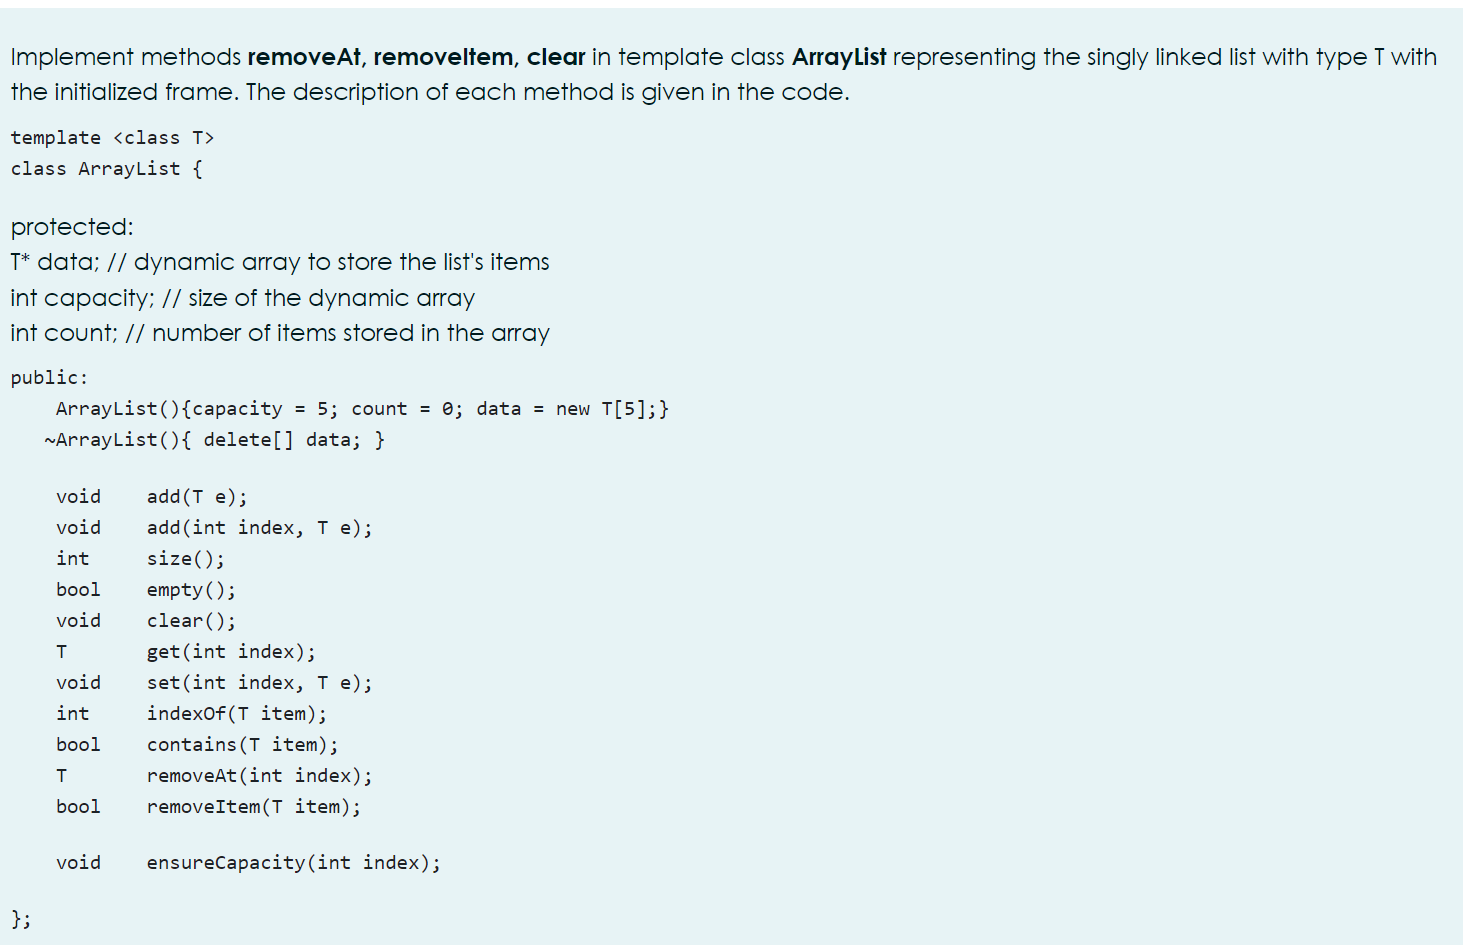 Implement methods removeAt, removeItem, clear in template class ArrayList representing the singly linked list with type T with
the initialized frame. The description of each method is given in the code.
template <class T>
class ArrayList {
protected:
T* data; // dynamic array to store the list's items
int capacity; // size of the dynamic array
int count; // number of items stored in the array
public:
    ArrayList(){capacity = 5; count = 0; data = new T[5];}
   ~ArrayList(){ delete[] data; }
    void    add(T e);
    void    add(int index, T e);
    int     size();
    bool    empty();
    void    clear();
    T       get(int index);
    void    set(int index, T e);
    int     indexOf(T item);
    bool    contains(T item);
    T       removeAt(int index);
    bool    removeItem(T item);
    void    ensureCapacity(int index);
};